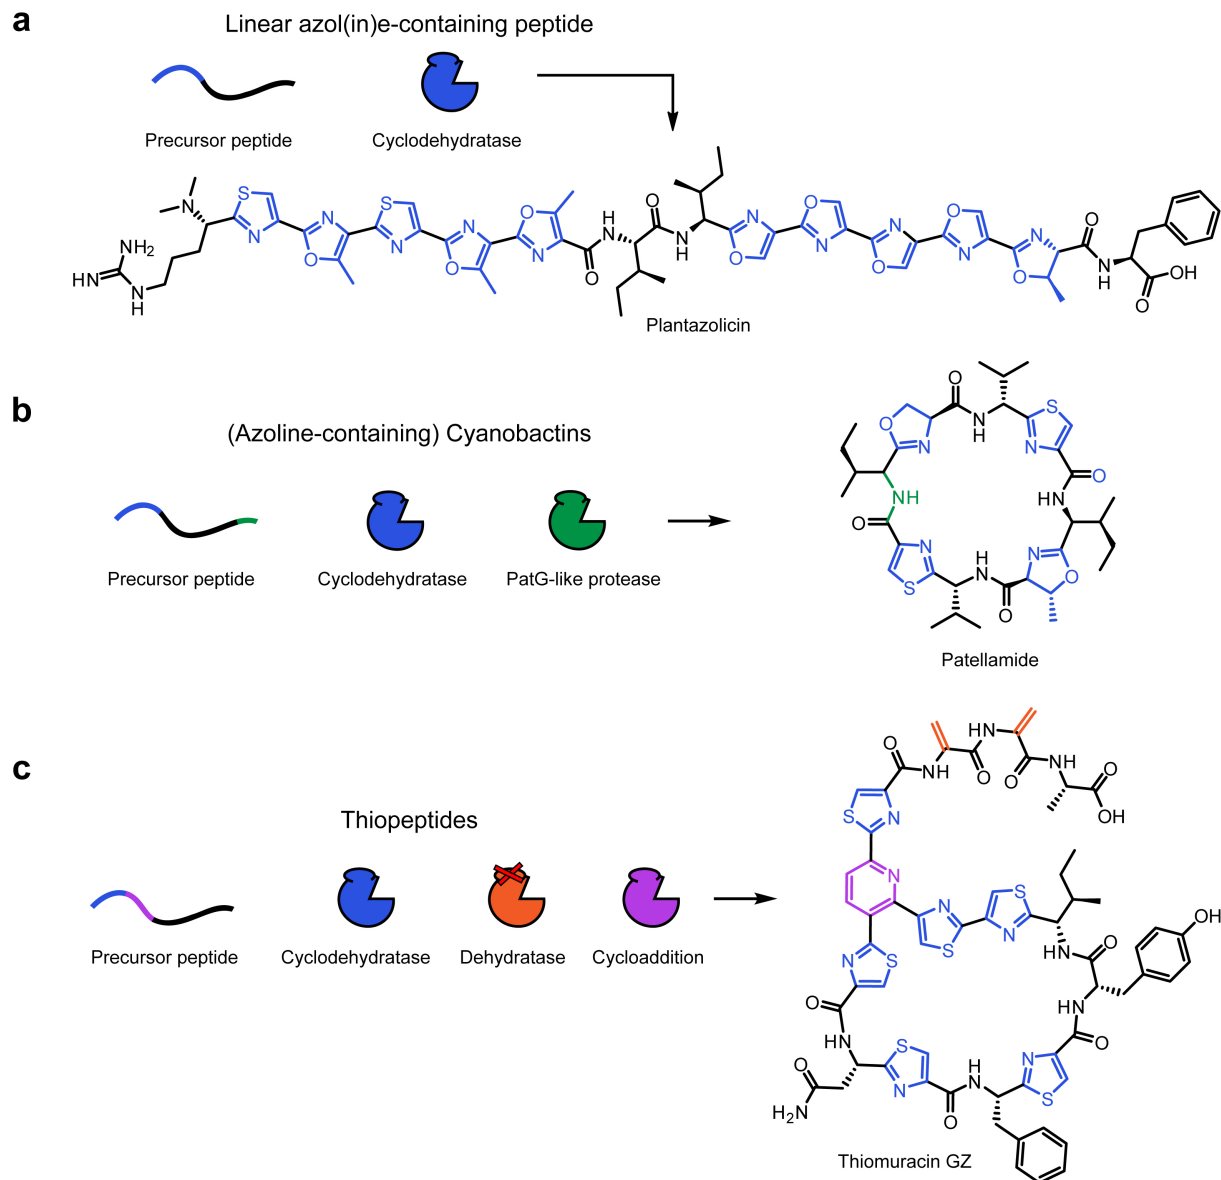 a
Linear azol(in)e-containing peptide
Precursor peptide
Cyclodehydratase
N
S
N
N
O
S
N
N
O
O
N
H
N
O
O
N
H
N
O
O
N
N
O
O
N
N
O
O
N
H
OH
O
NH2
HN
N
H
Plantazolicin
b
(Azoline-containing) Cyanobactins
Precursor peptide
Cyclodehydratase
PatG-like protease
O
O
N
N
H
S
N
O
HN
NH
O
N
S
H
N
O
N
O
Patellamide
c
Thiopeptides
Precursor peptide
Cyclodehydratase
Dehydratase
Cycloaddition
O
NH
O
HN
O
NH
O
OH
S
N
N
N
S
S
N
N
S
HN
O
OH
O
HN
HN
O
O
H2N
S
N
O
H
N
N
S
Thiomuracin GZ